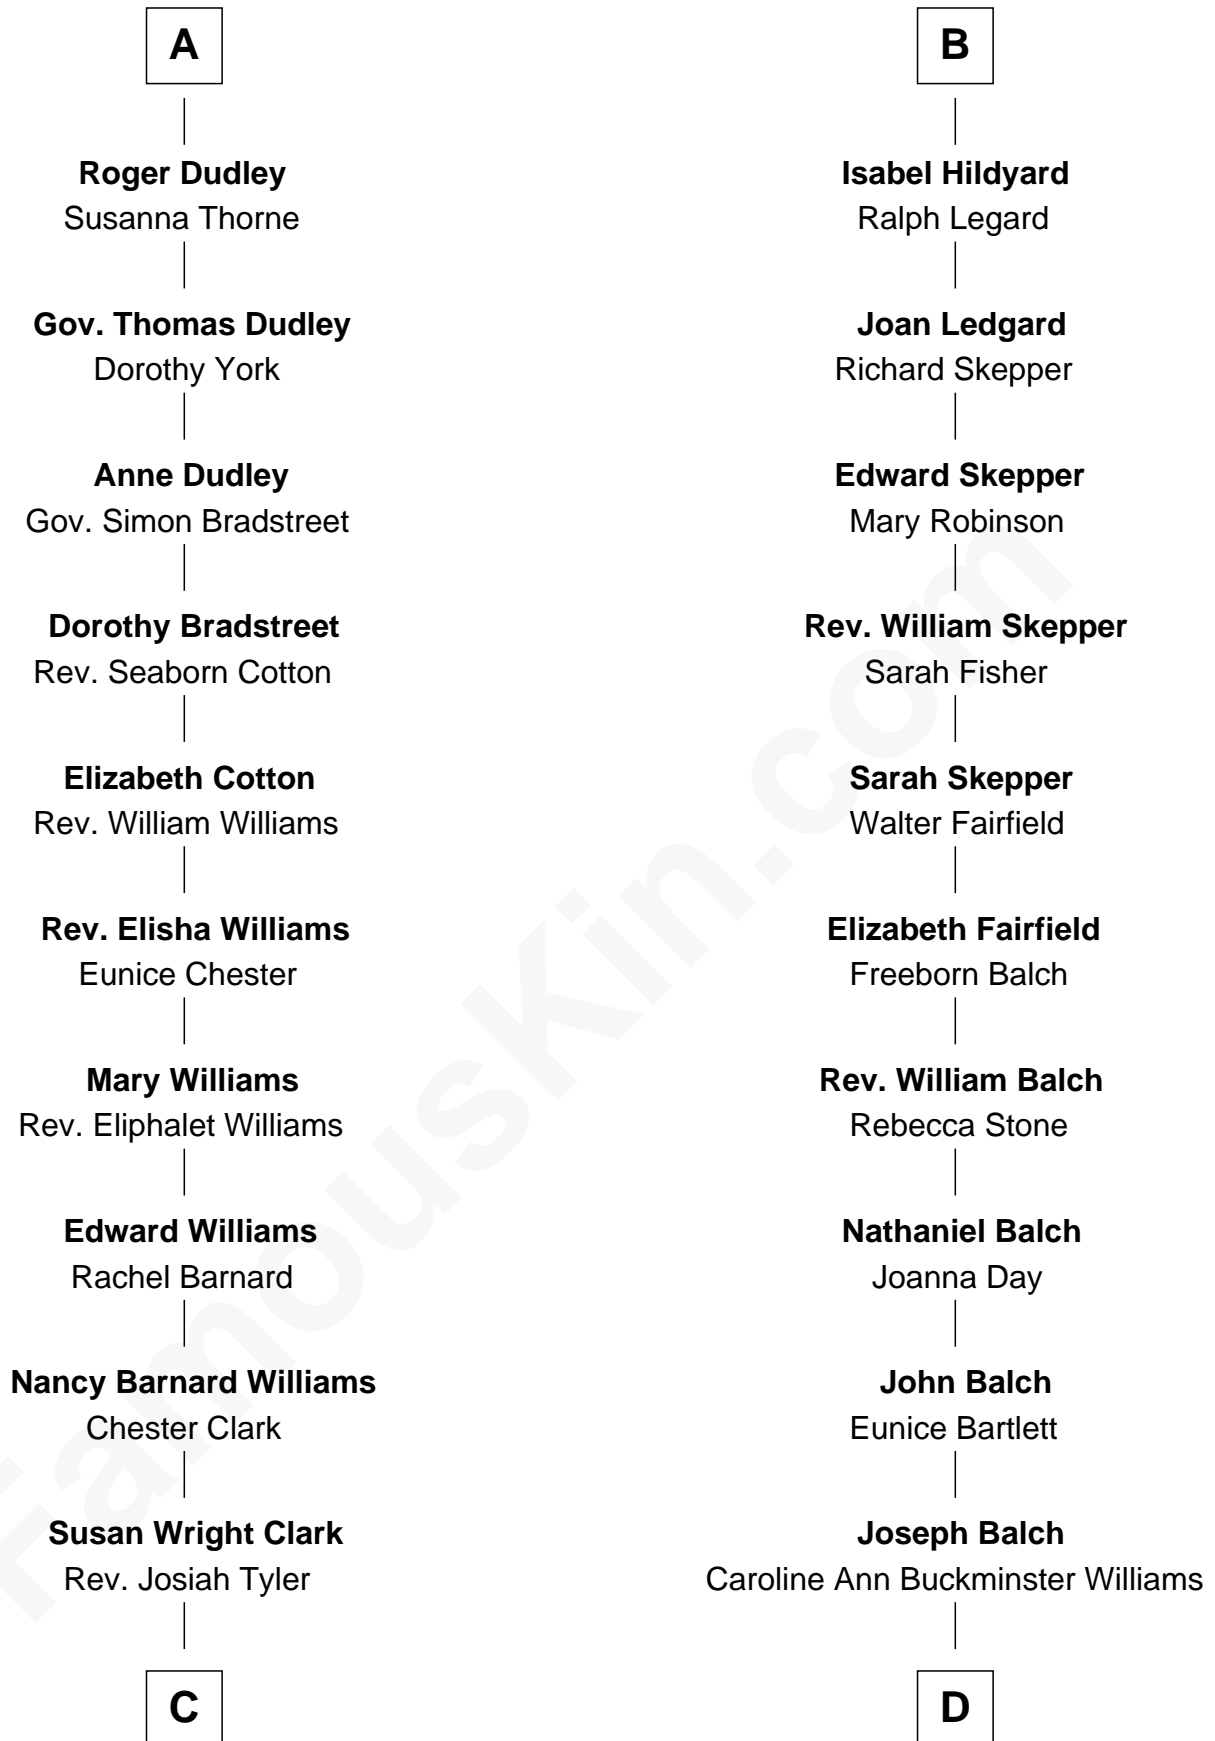 A
Roger Dudley
Susanna Thorne
Gov. Thomas Dudley
Dorothy York
Anne Dudley
Gov. Simon Bradstreet
Dorothy Bradstreet
Rev. Seaborn Cotton
Elizabeth Cotton
Rev. William Williams
Rev. Elisha Williams
Eunice Chester
Mary Williams
Rev. Eliphalet Williams
Edward Williams
Rachel Barnard
Nancy Barnard Williams
Chester Clark
Susan Wright Clark
Rev. Josiah Tyler
C
B
Isabel Hildyard
Ralph Legard
Joan Ledgard
Richard Skepper
Edward Skepper
Mary Robinson
Rev. William Skepper
Sarah Fisher
Sarah Skepper
Walter Fairfield
Elizabeth Fairfield
Freeborn Balch
Rev. William Balch
Rebecca Stone
Nathaniel Balch
Joanna Day
John Balch
Eunice Bartlett
Joseph Balch
Caroline Ann Buckminster Williams
D
FamousKin.com